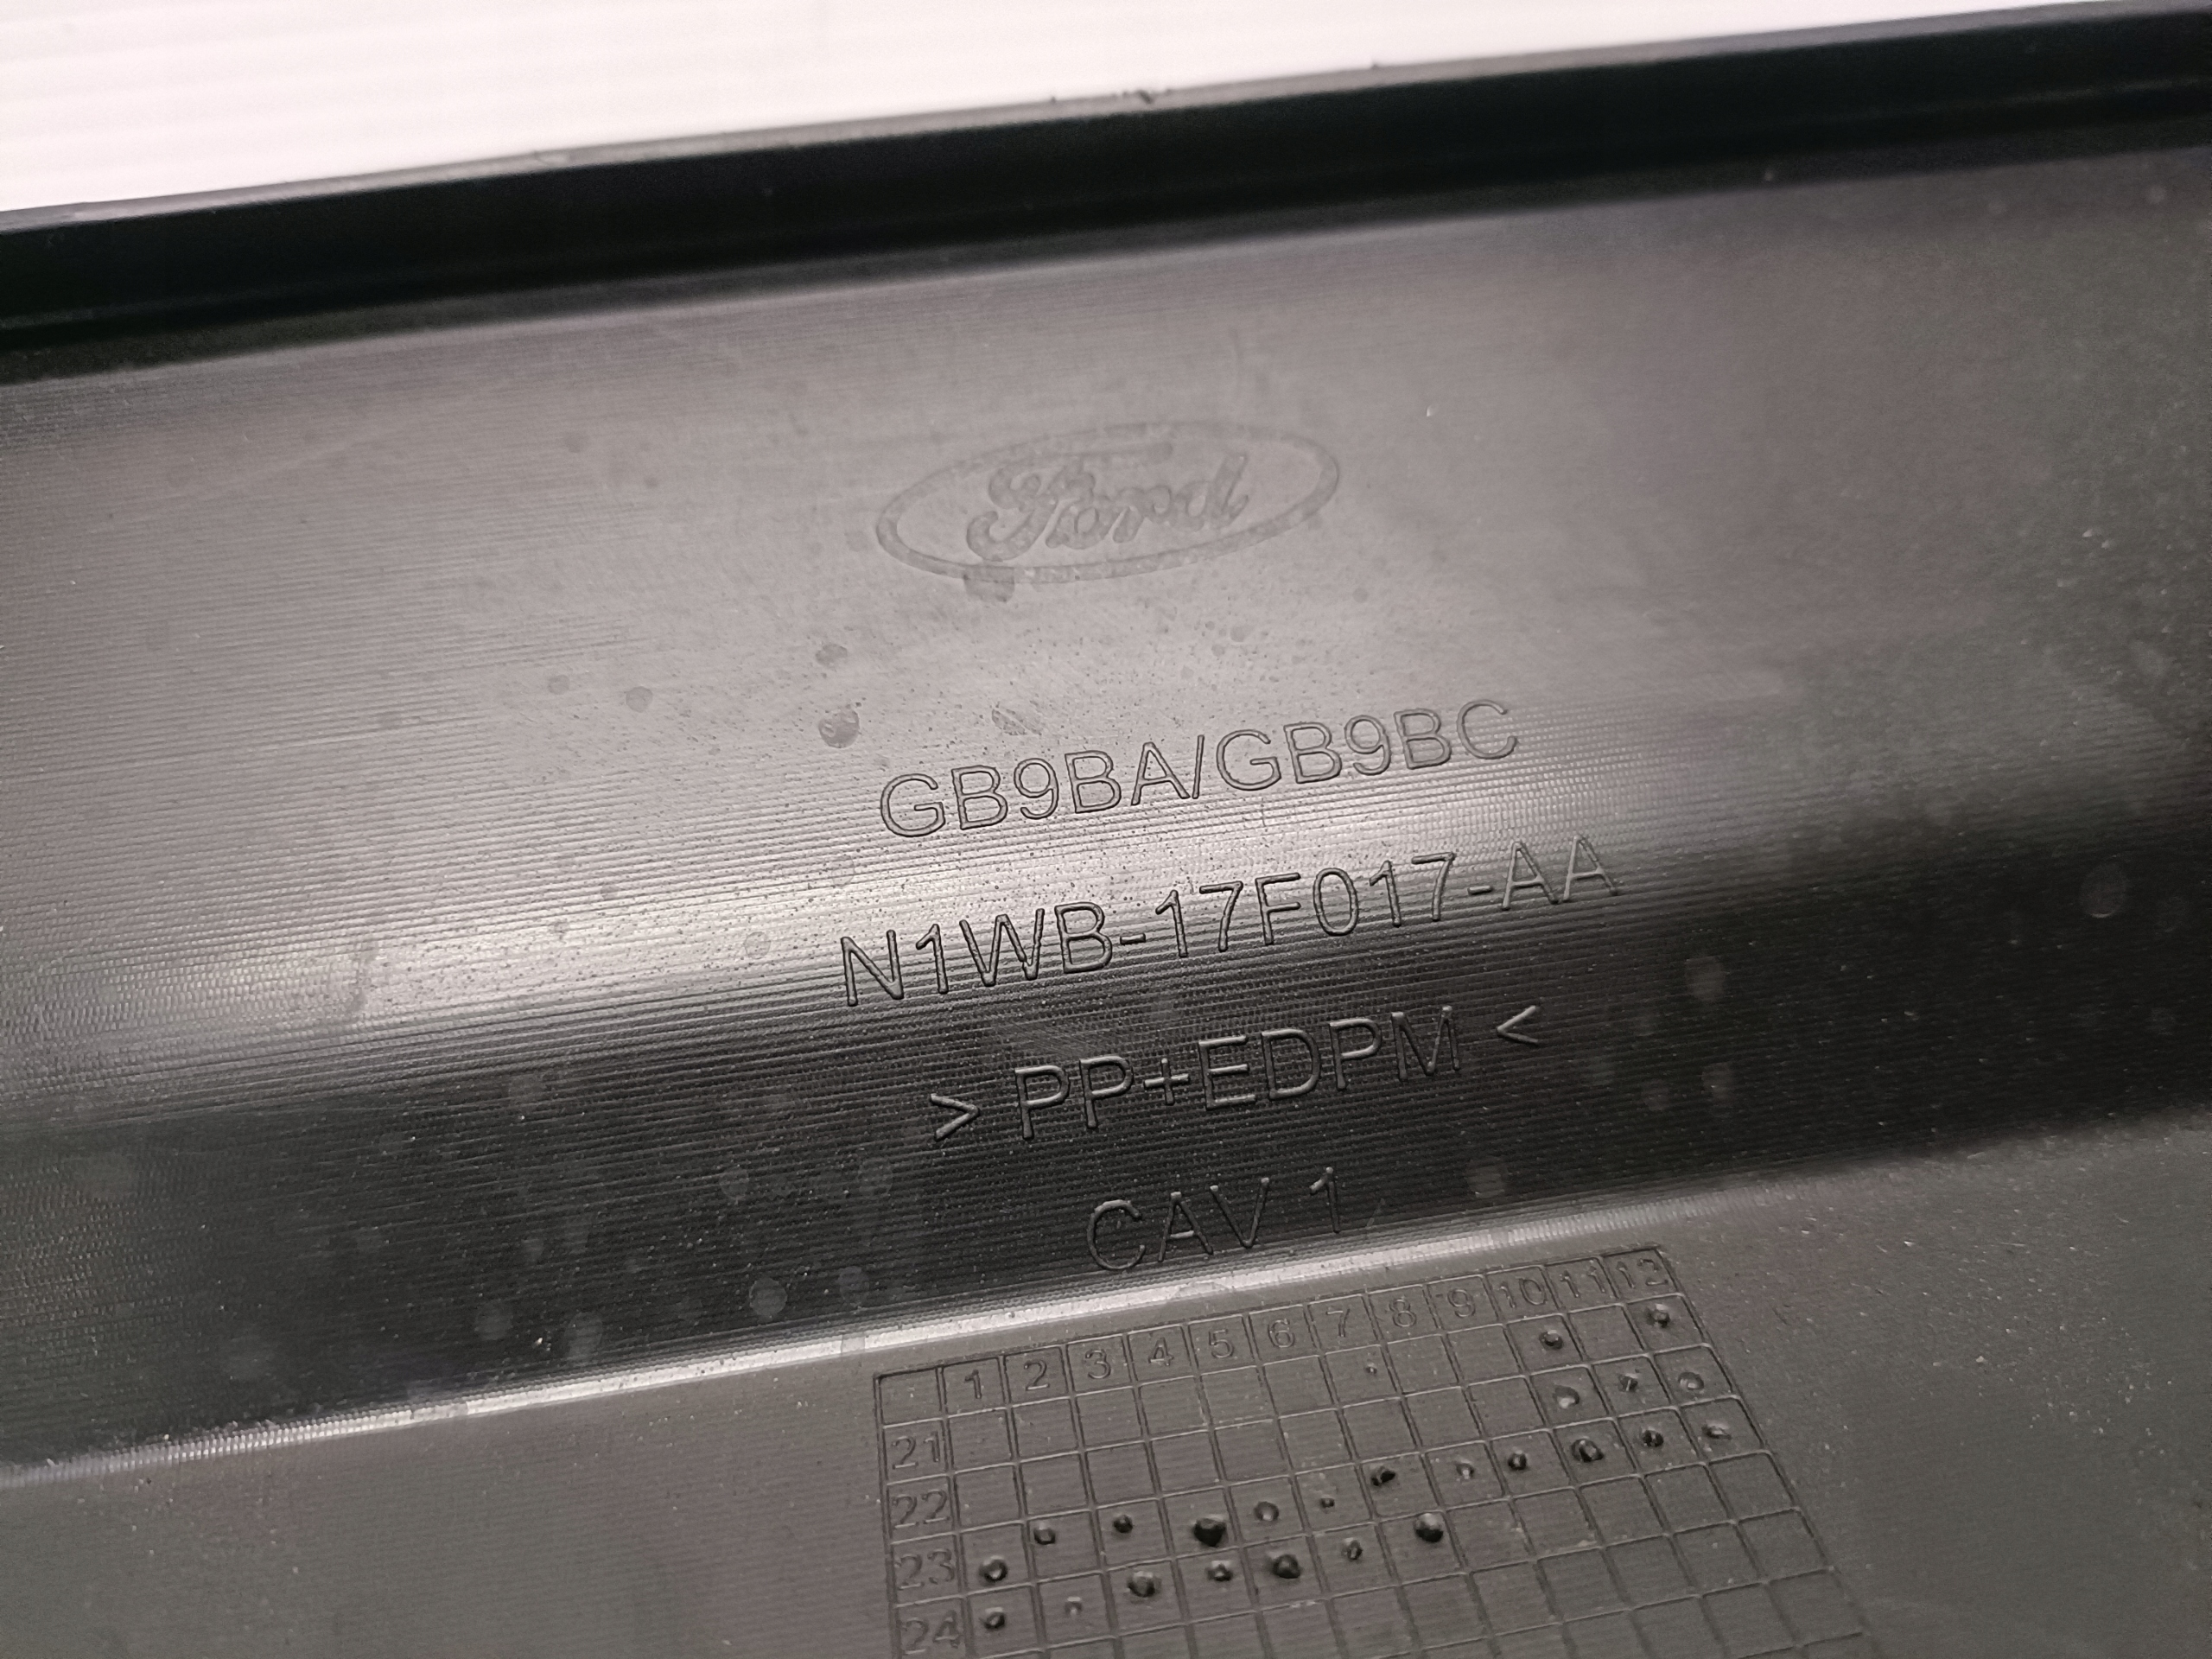 Ford
GB9BA/GB9BC
N1WB-17F017-AA
> PP+EDPM <
CAV 1
1 2 3 4 5 6 7 8 9 10 11 12
21
22
23
24